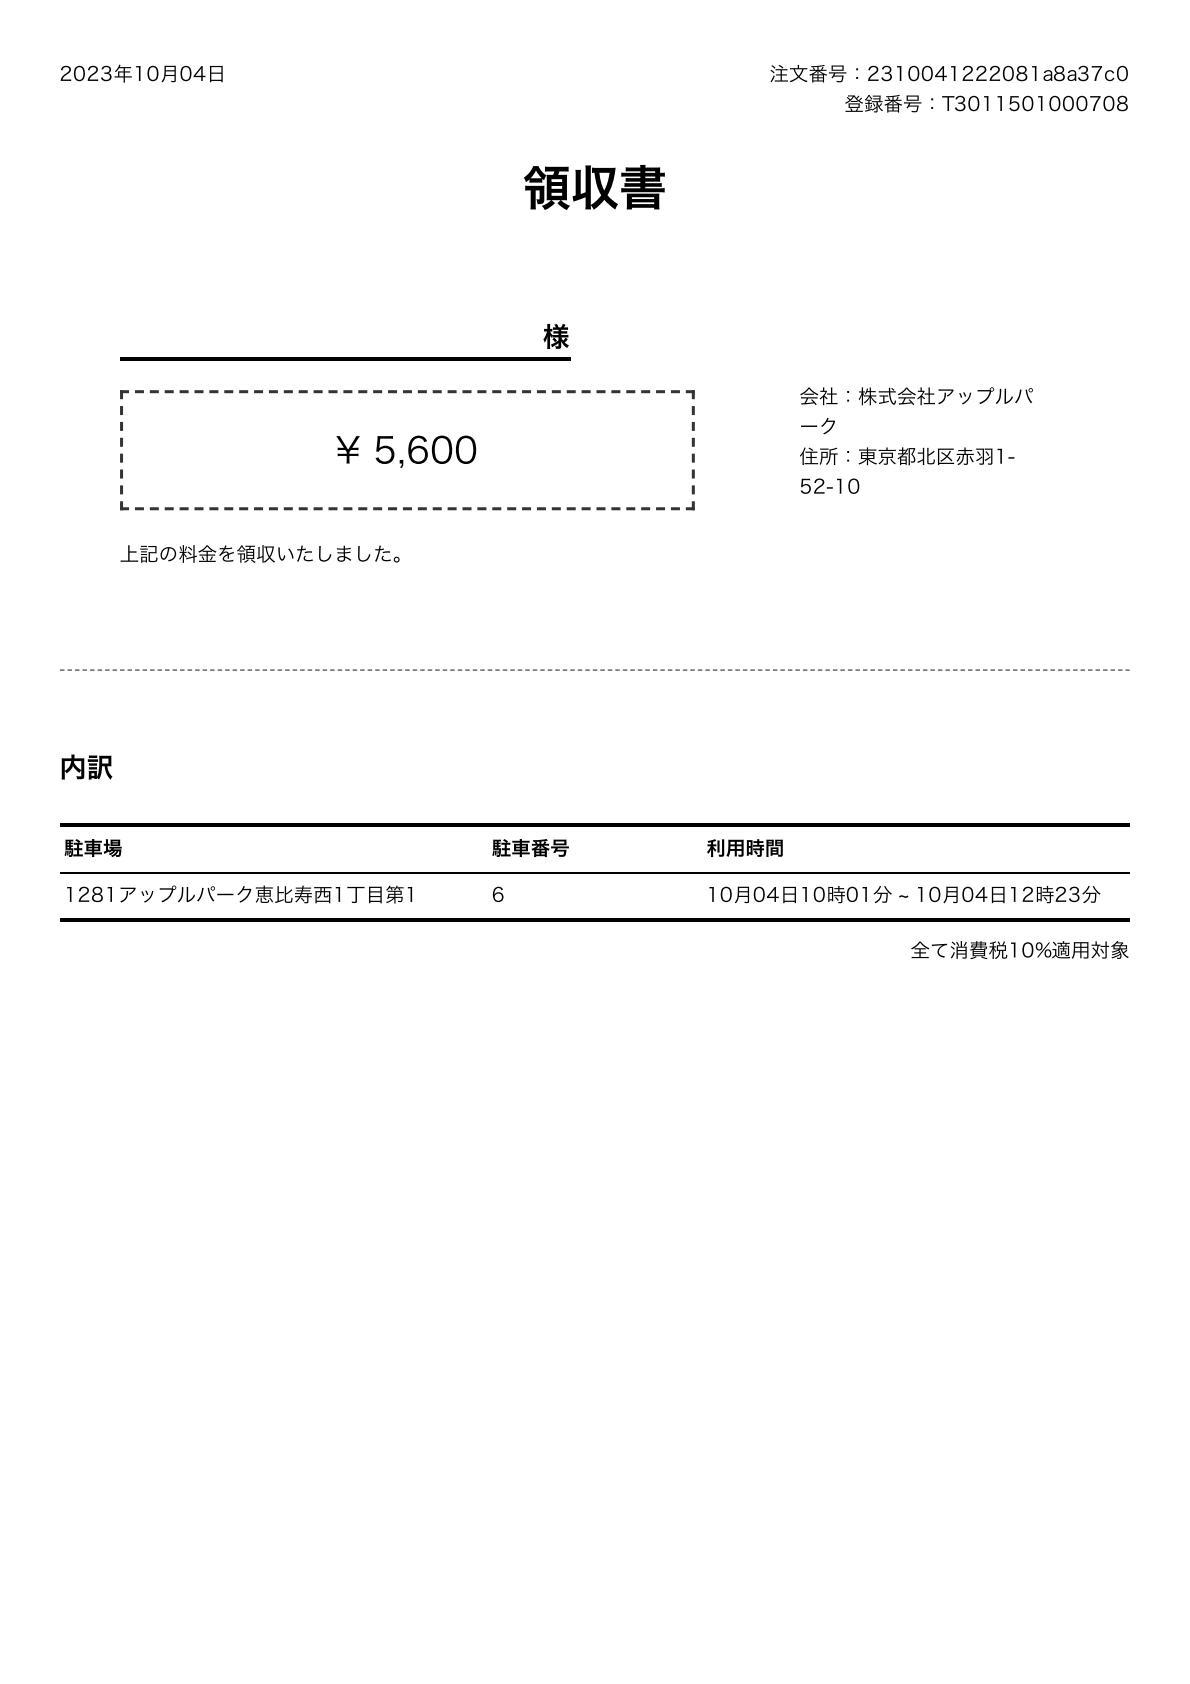 2023年10月04日
注文番号：2310041222081a8a37c0
登録番号：T3011501000708
領収書
様
¥ 5,600
会社：株式会社アップルパ
ーク
住所：東京都北区赤羽1-
52-10
上記の料金を領収いたしました。
内訳
駐車場 駐車番号 利用時間
1281アップルパーク恵比寿西1丁目第1 6 10月04日10時01分 ~ 10月04日12時23分
全て消費税10%適用対象